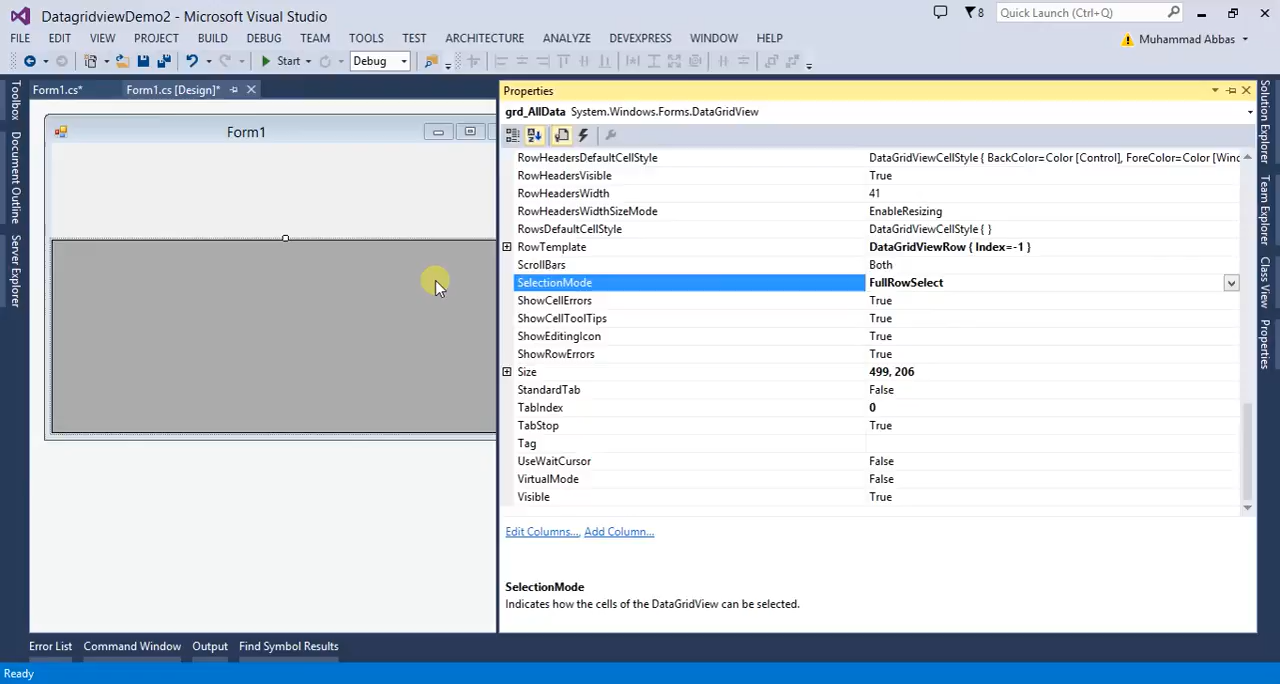 DatagridviewDemo2 - Microsoft Visual Studio
8
Quick Launch (Ctrl+Q)
FILE EDIT VIEW PROJECT BUILD DEBUG TEAM TOOLS TEST ARCHITECTURE ANALYZE DEVEXPRESS WINDOW HELP
Muhammad Abbas
Start Debug
Form1.cs* Form1.cs [Design]*
Toolbox
Document Outline
Server Explorer
Form1
Properties
grd_AllData System.Windows.Forms.DataGridView
RowHeadersDefaultCellStyle DataGridViewCellStyle { BackColor=Color [Control], ForeColor=Color [Winc
RowHeadersVisible True
RowHeadersWidth 41
RowHeadersWidthSizeMode EnableResizing
RowsDefaultCellStyle DataGridViewCellStyle { }
RowTemplate DataGridViewRow { Index=-1 }
ScrollBars Both
SelectionMode FullRowSelect
ShowCellErrors True
ShowCellToolTips True
ShowEditingIcon True
ShowRowErrors True
Size 499, 206
StandardTab False
TabIndex 0
TabStop True
Tag
UseWaitCursor False
VirtualMode False
Visible True
Edit Columns..., Add Column...
SelectionMode
Indicates how the cells of the DataGridView can be selected.
Solution Explorer
Team Explorer
Class View
Properties
Error List Command Window Output Find Symbol Results
Ready